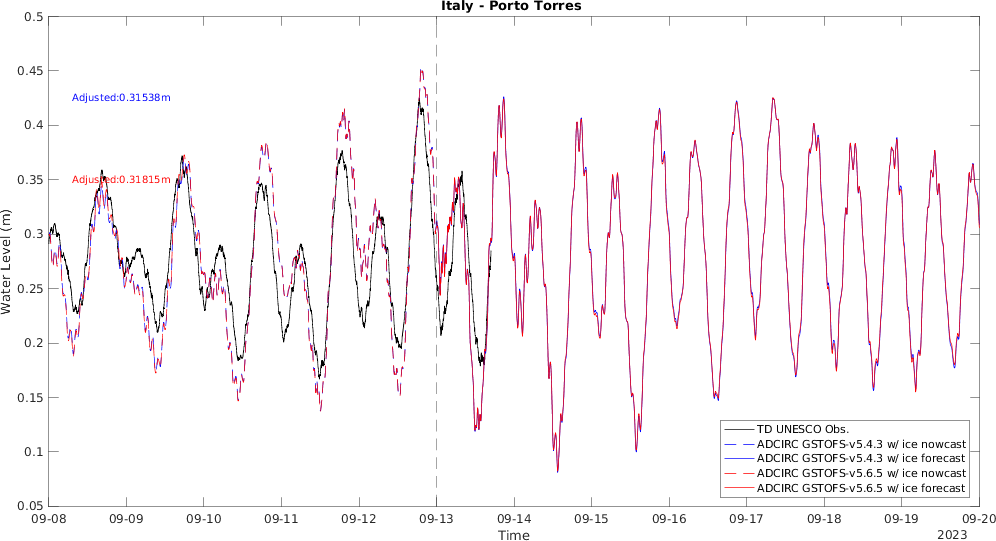 Italy - Porto Torres
0.5
0.45
0.4
0.35
0.3
0.25
0.2
0.15
0.1
0.05
Water Level (m)
Adjusted:0.31538m
Adjusted:0.31815m
TD UNESCO Obs.
ADCIRC GSTOFS-v5.4.3 w/ ice nowcast
ADCIRC GSTOFS-v5.4.3 w/ ice forecast
ADCIRC GSTOFS-v5.6.5 w/ ice nowcast
ADCIRC GSTOFS-v5.6.5 w/ ice forecast
09-08 09-09 09-10 09-11 09-12 09-13 09-14 09-15 09-16 09-17 09-18 09-19 09-20
Time
2023